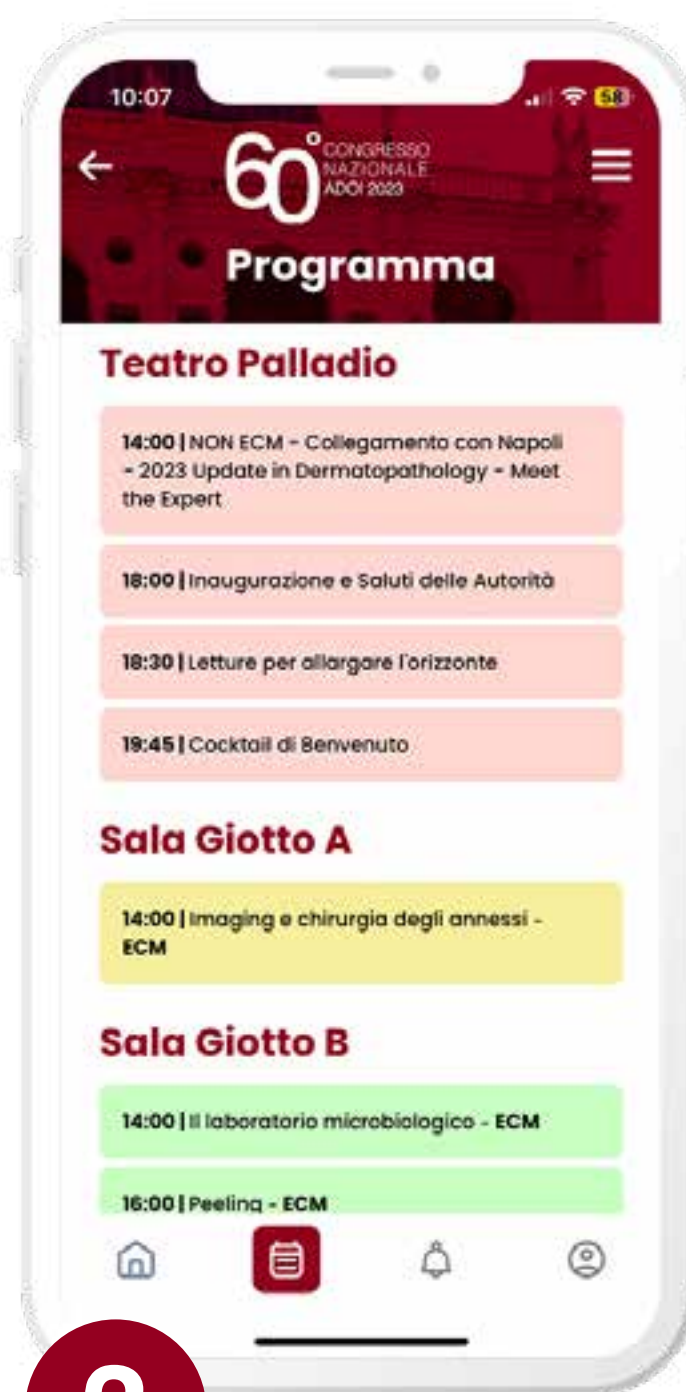 10:07
58
60° CONGRESSO
NAZIONALE
ADOI 2023
Programma
Teatro Palladio
14:00 | NON ECM - Collegamento con Napoli
- 2023 Update in Dermatopathology - Meet
the Expert
18:00 | Inaugurazione e Saluti delle Autorità
18:30 | Letture per allargare l'orizzonte
19:45 | Cocktail di Benvenuto
Sala Giotto A
14:00 | Imaging e chirurgia degli annessi -
ECM
Sala Giotto B
14:00 | Il laboratorio microbiologico - ECM
16:00 | Peeling - ECM